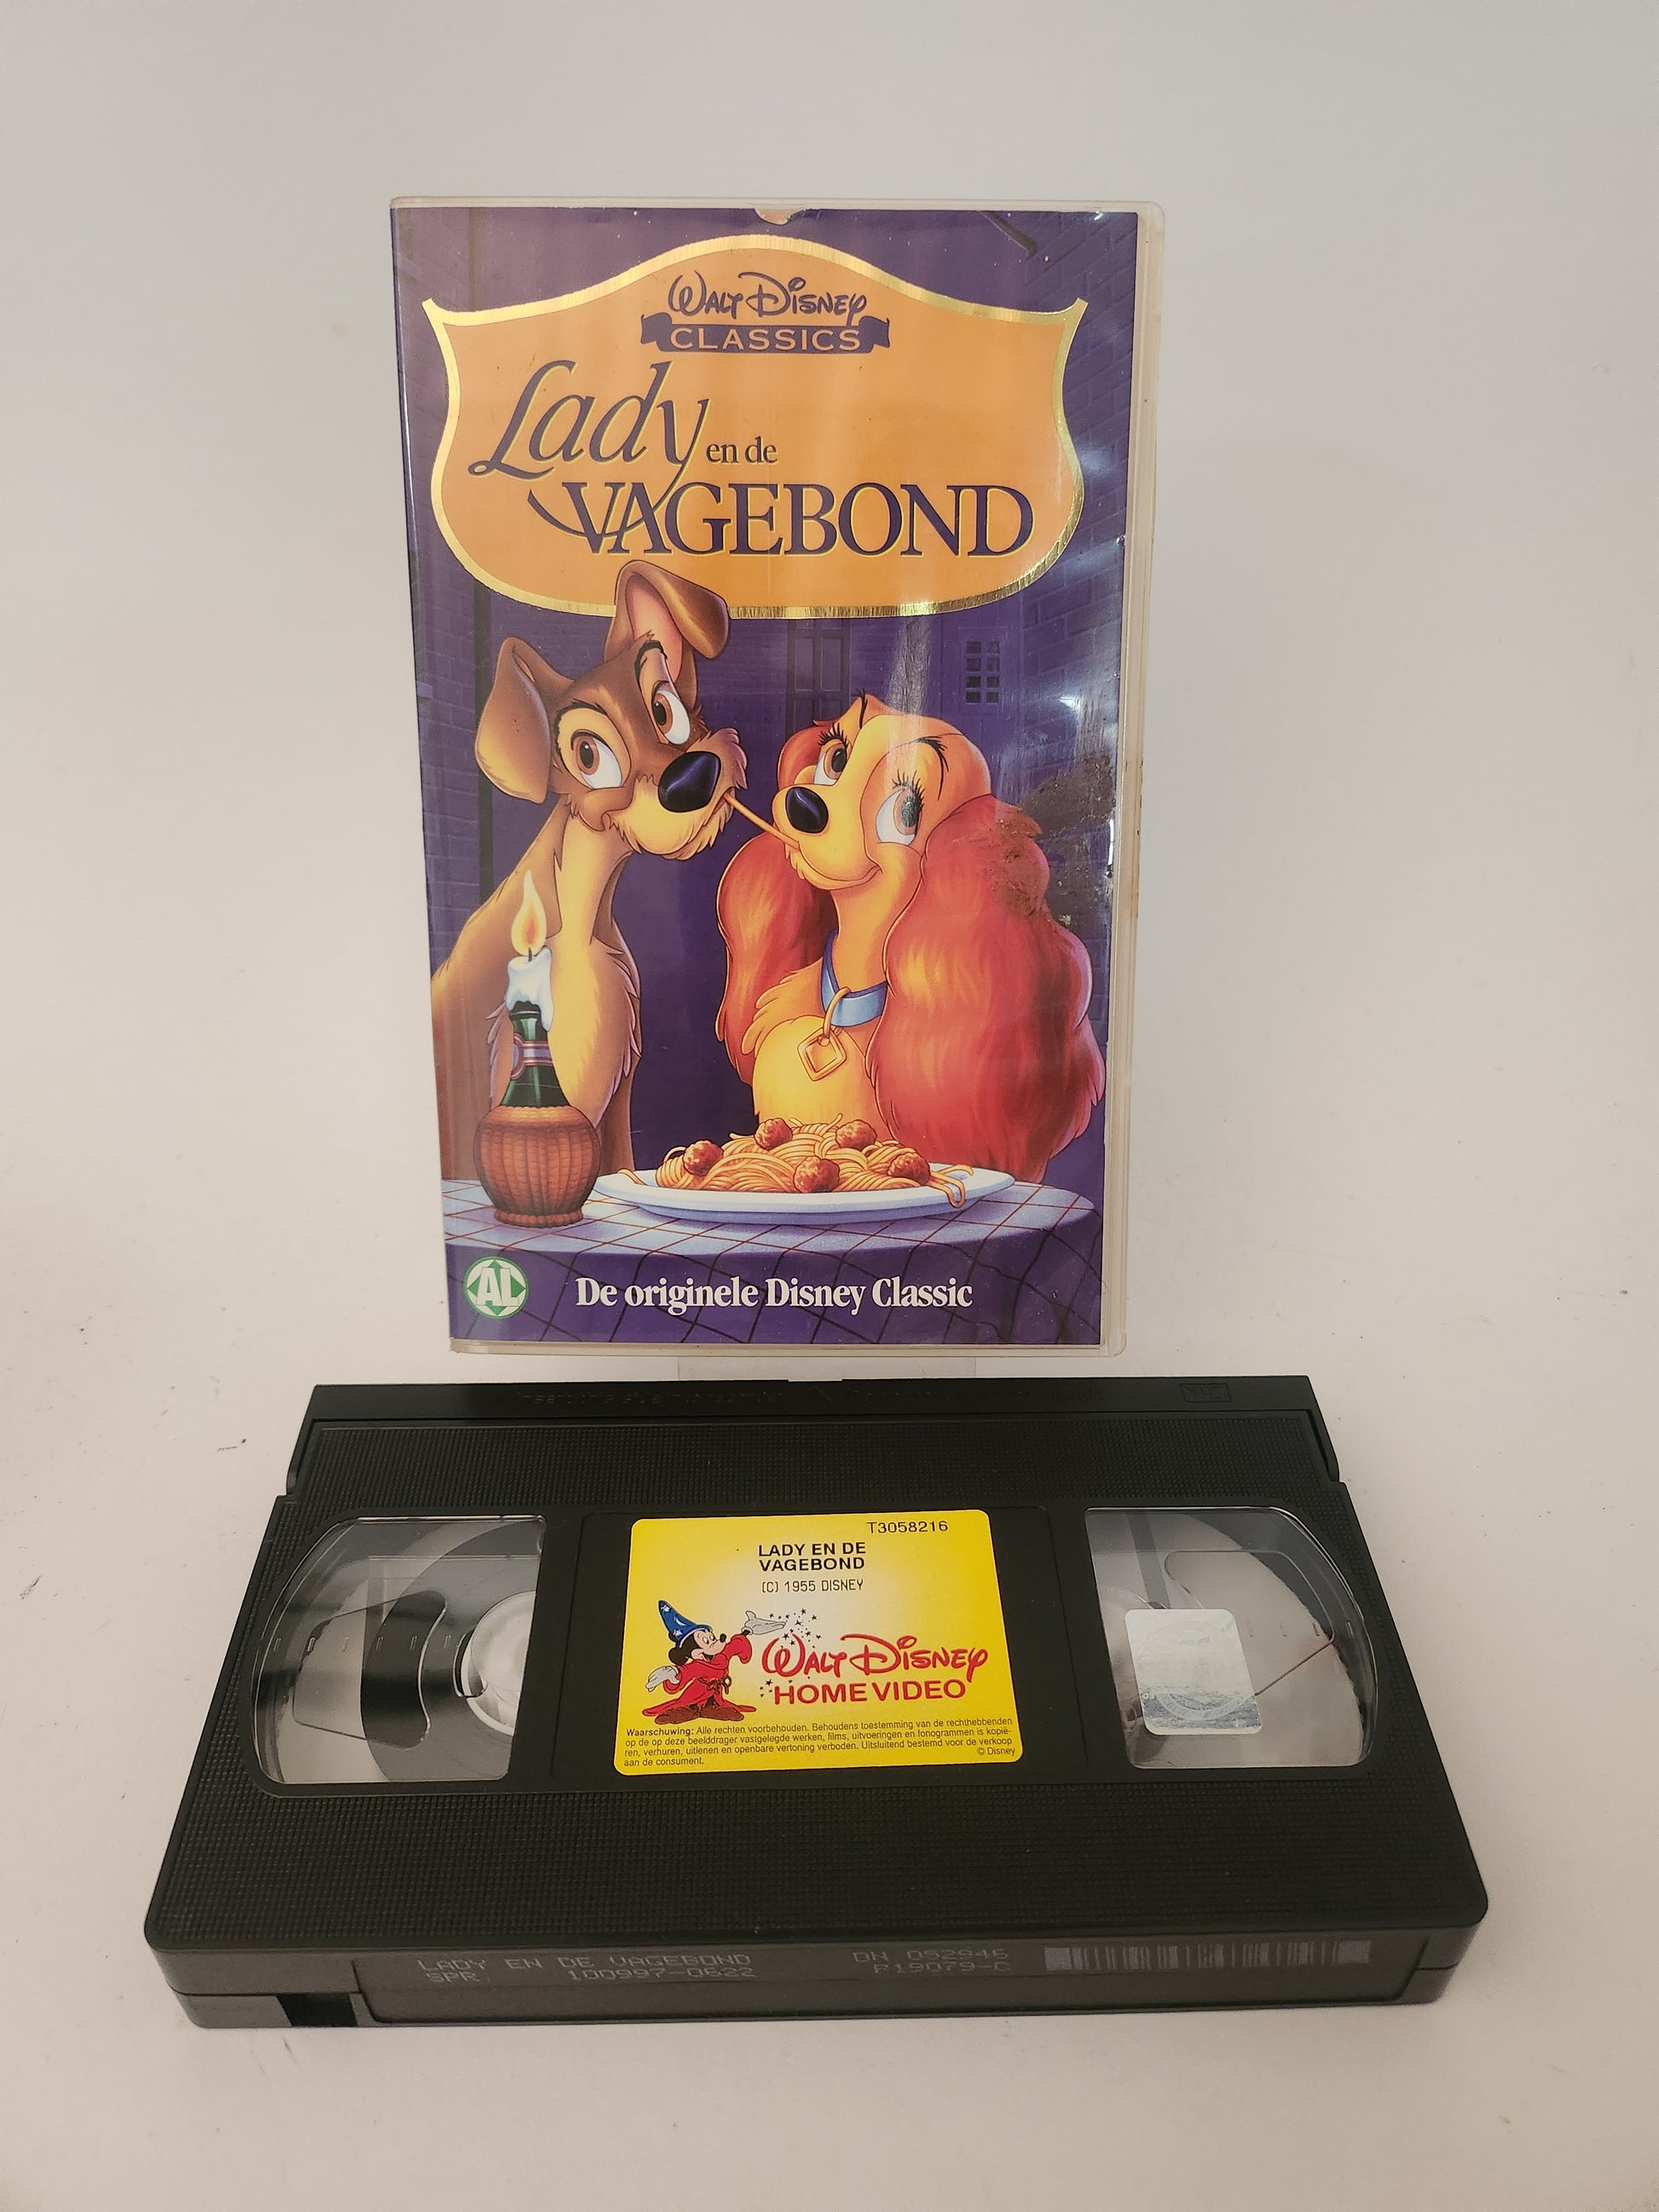 WALT DISNEY
CLASSICS
Lady en de
VAGEBOND
AL
De originele Disney Classic
VHS
T3058216
LADY EN DE
VAGEBOND
(C) 1955 DISNEY
WALT DISNEY
HOME VIDEO
Waarschuwing: Alle rechten voorbehouden. Behoudens toestemming van de rechthebbenden
op de op deze beelddrager vastgelegde werken, films, uitvoeringen en fonogrammen is kopië-
ren, verhuren, uitlenen en openbare vertoning verboden. Uitsluitend bestemd voor de verkoop
aan de consument.
© Disney
LADY EN DE VAGEBOND DN 052946
SPR 100997-0622 P19079-C